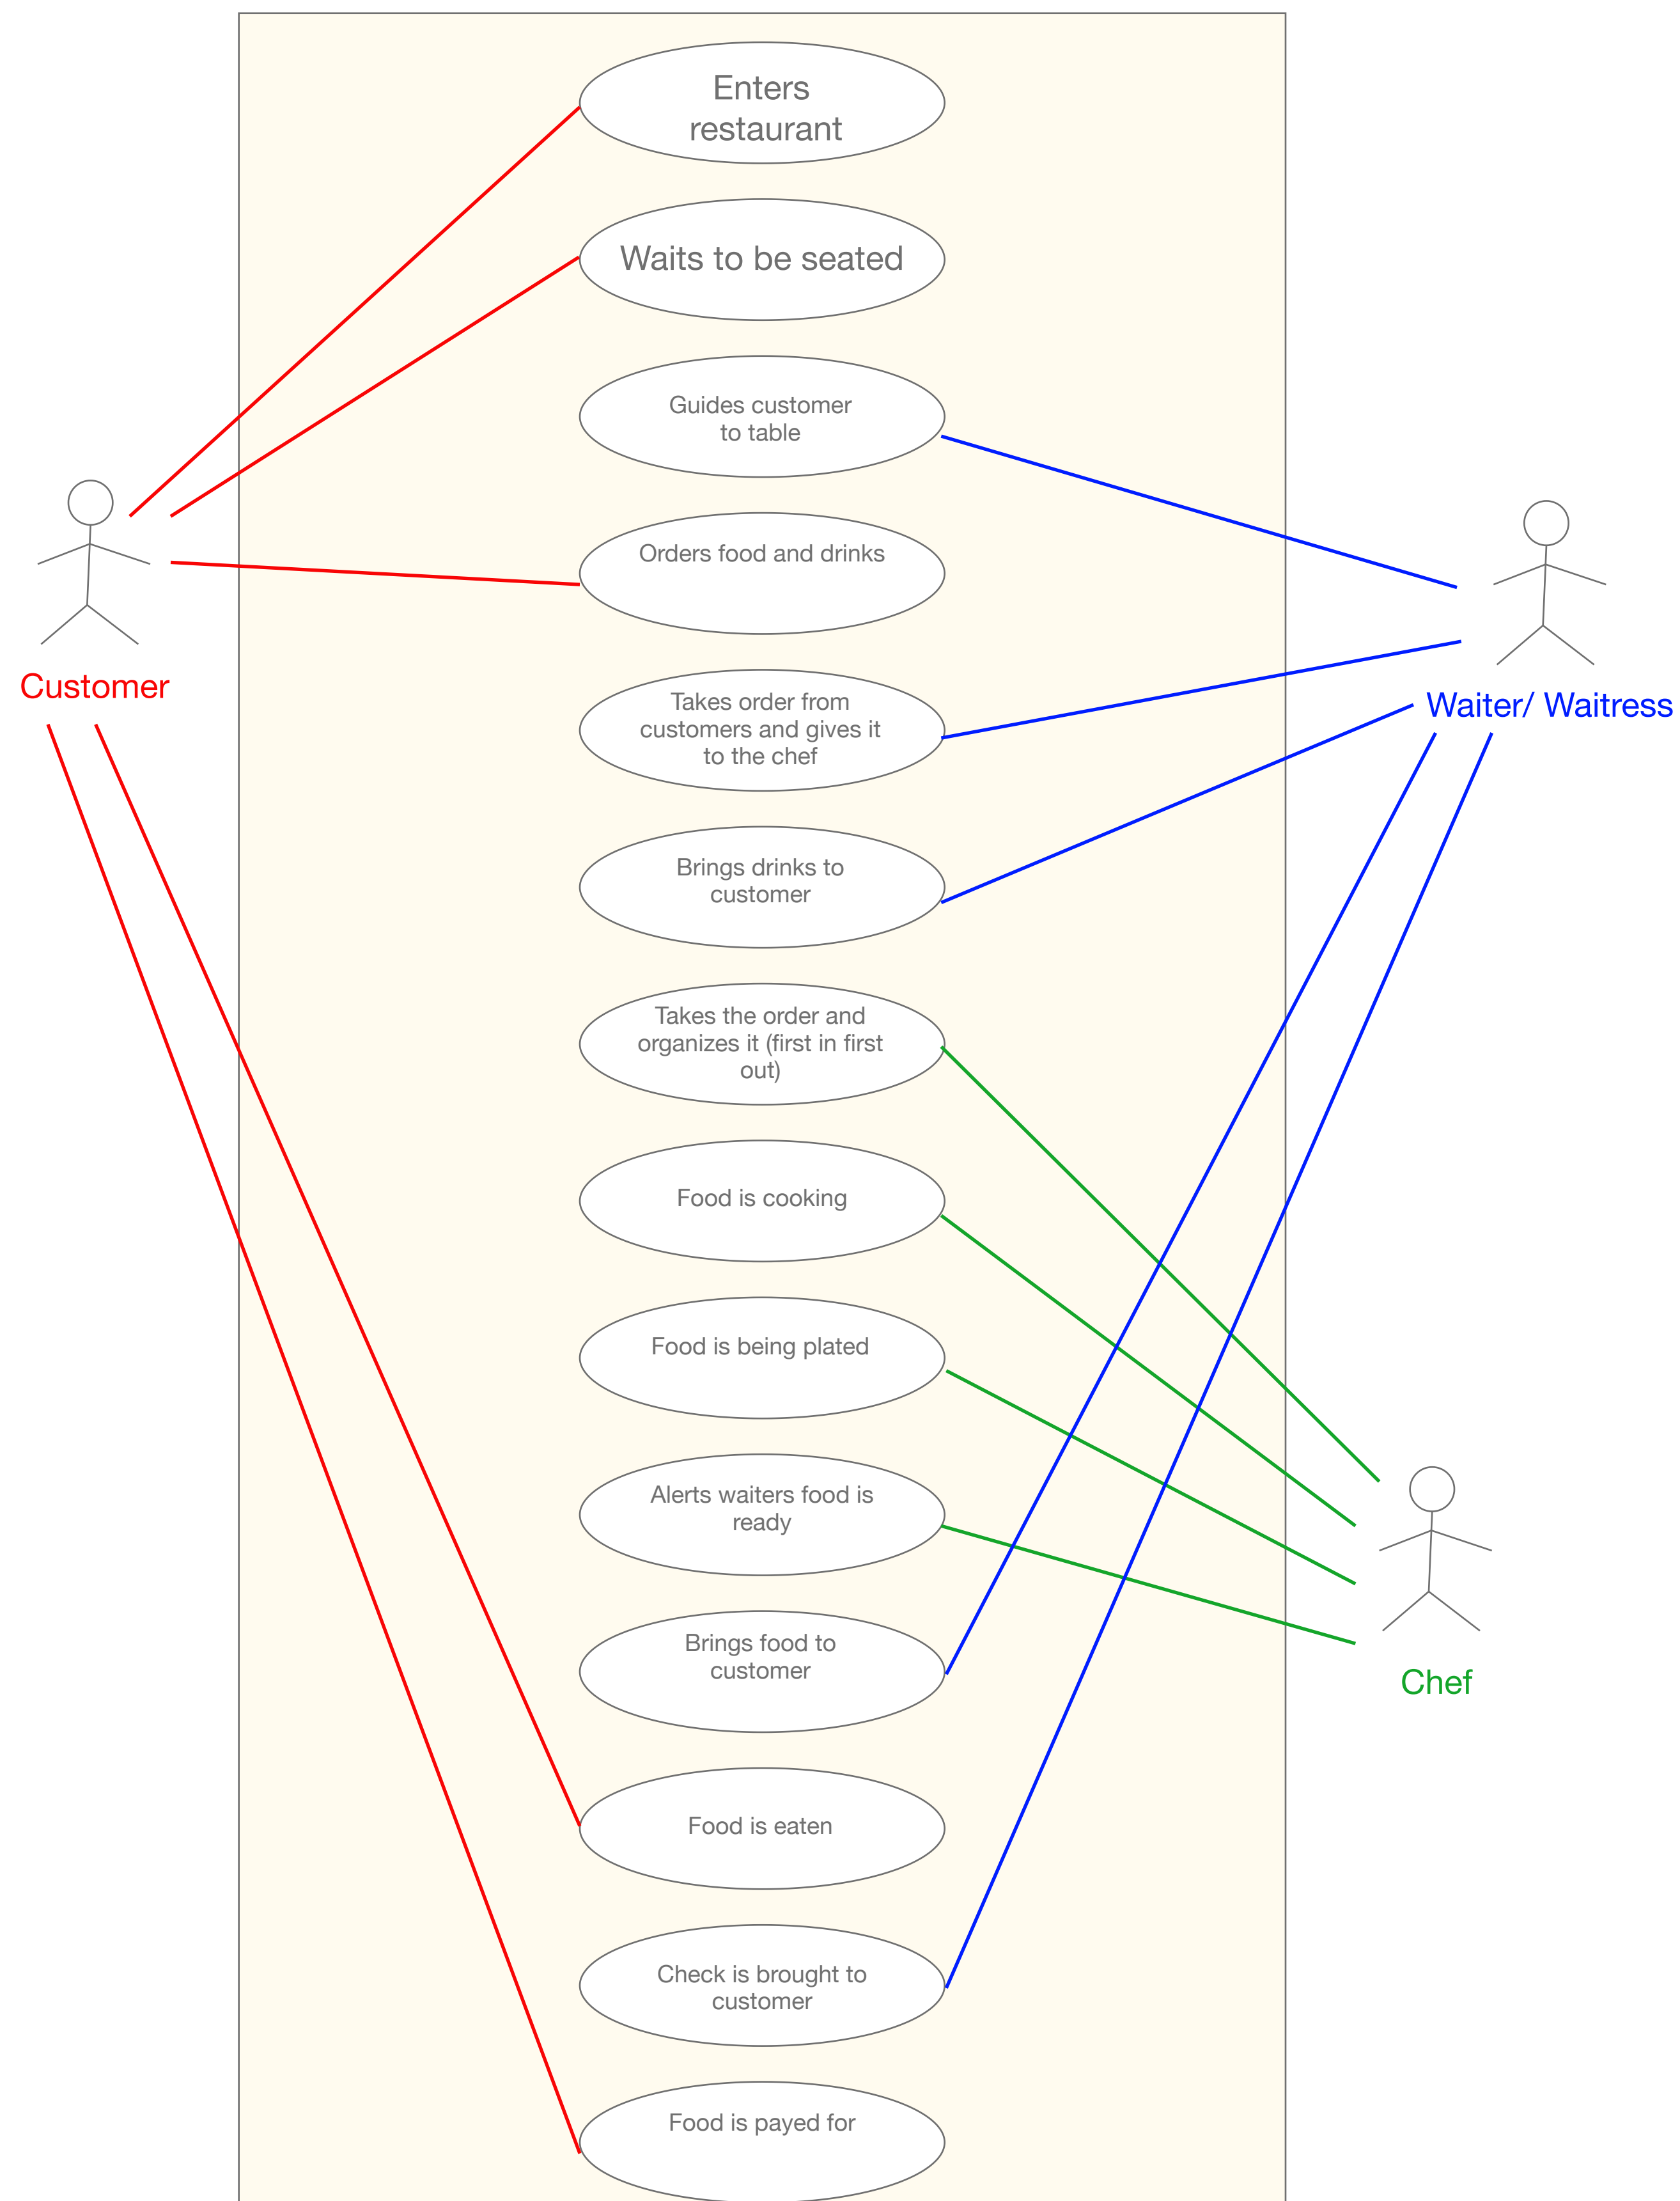 Enters
restaurant
Waits to be seated
Guides customer
to table
Orders food and drinks
Customer
Takes order from
customers and gives it
to the chef
Waiter/ Waitress
Brings drinks to
customer
Takes the order and
organizes it (first in first
out)
Food is cooking
Food is being plated
Alerts waiters food is
ready
Brings food to
customer
Chef
Food is eaten
Check is brought to
customer
Food is payed for